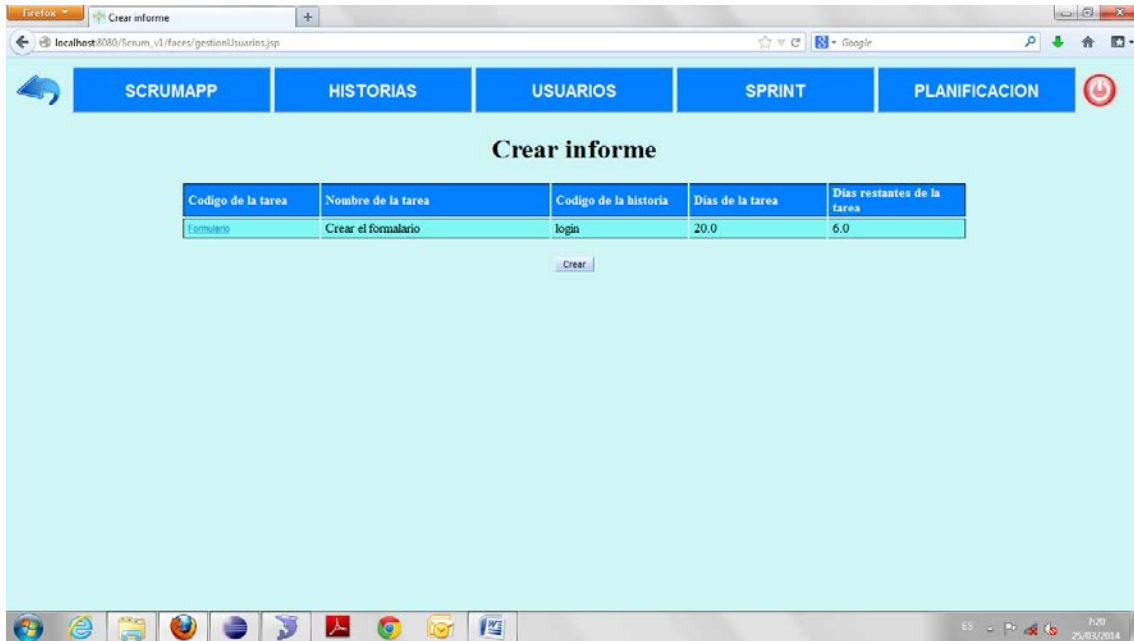 Firefox
Crear informe
localhost:8080/Scrum_v1/faces/gestionUsuarios.jsp
Google
SCRUMAPP HISTORIAS USUARIOS SPRINT PLANIFICACION
Crear informe
Codigo de la tarea Nombre de la tarea Codigo de la historia Días de la tarea Días restantes de la
tarea
Formulario Crear el formalario login 20.0 6.0
Crear
ES
7:20
25/03/2014